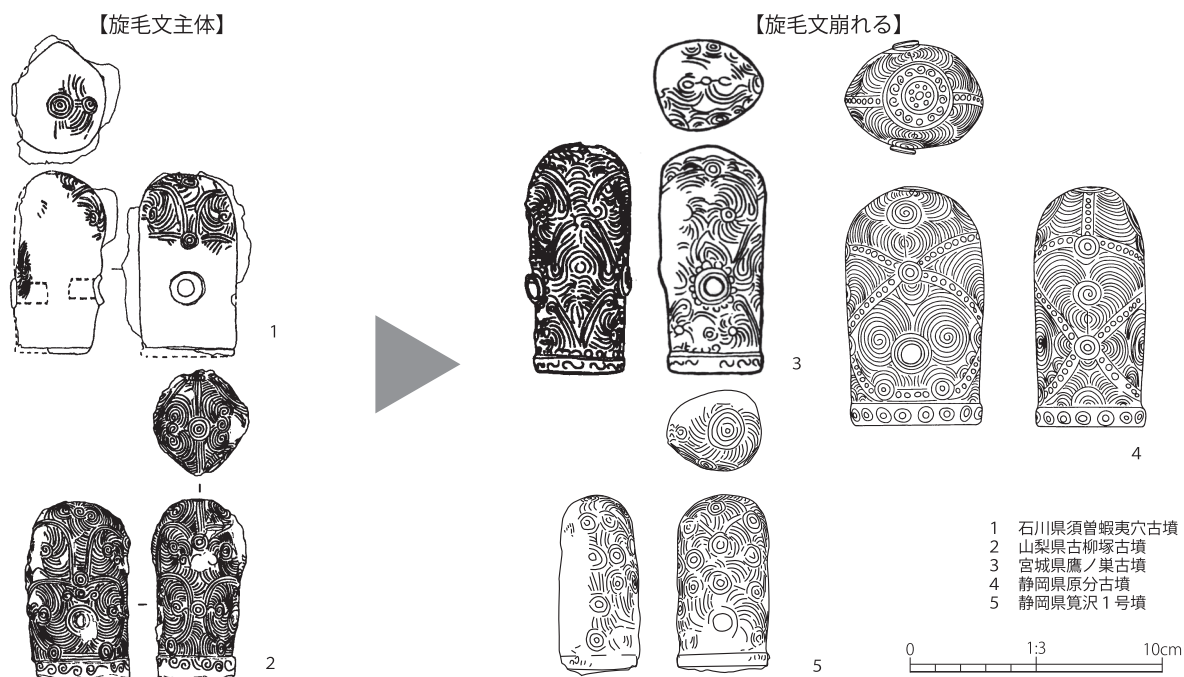 【旋毛文主体】
【旋毛文崩れる】
1
2
3
4
5
1 石川県須曽蝦夷穴古墳
2 山梨県古柳塚古墳
3 宮城県鷹ノ巣古墳
4 静岡県原分古墳
5 静岡県筧沢1号墳
0 1:3 10cm